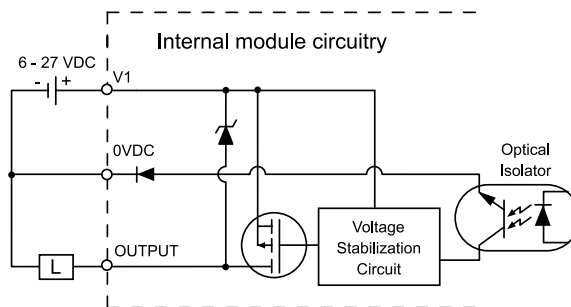 Internal module circuitry
6 - 27 VDC
- +
V1
0VDC
Optical
Isolator
Voltage
Stabilization
Circuit
OUTPUT
L